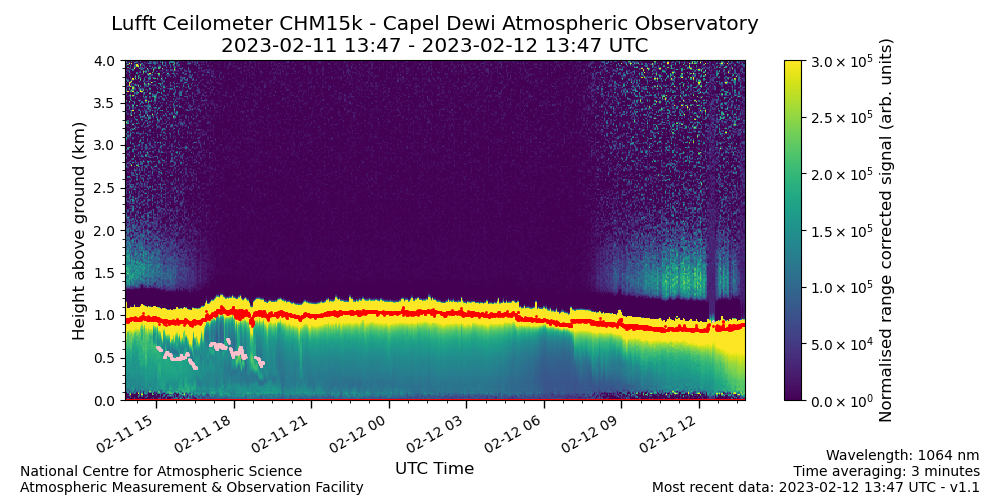 Lufft Ceilometer CHM15k - Capel Dewi Atmospheric Observatory
2023-02-11 13:47 - 2023-02-12 13:47 UTC
Height above ground (km)
4.0
3.5
3.0
2.5
2.0
1.5
1.0
0.5
0.0
02-11 15
02-11 18
02-11 21
02-12 00
02-12 03
02-12 06
02-12 09
02-12 12
UTC Time
3.0 × 10⁵
2.5 × 10⁵
2.0 × 10⁵
1.5 × 10⁵
1.0 × 10⁵
5.0 × 10⁴
0.0 × 10⁰
Normalised range corrected signal (arb. units)
National Centre for Atmospheric Science
Atmospheric Measurement & Observation Facility
Wavelength: 1064 nm
Time averaging: 3 minutes
Most recent data: 2023-02-12 13:47 UTC - v1.1